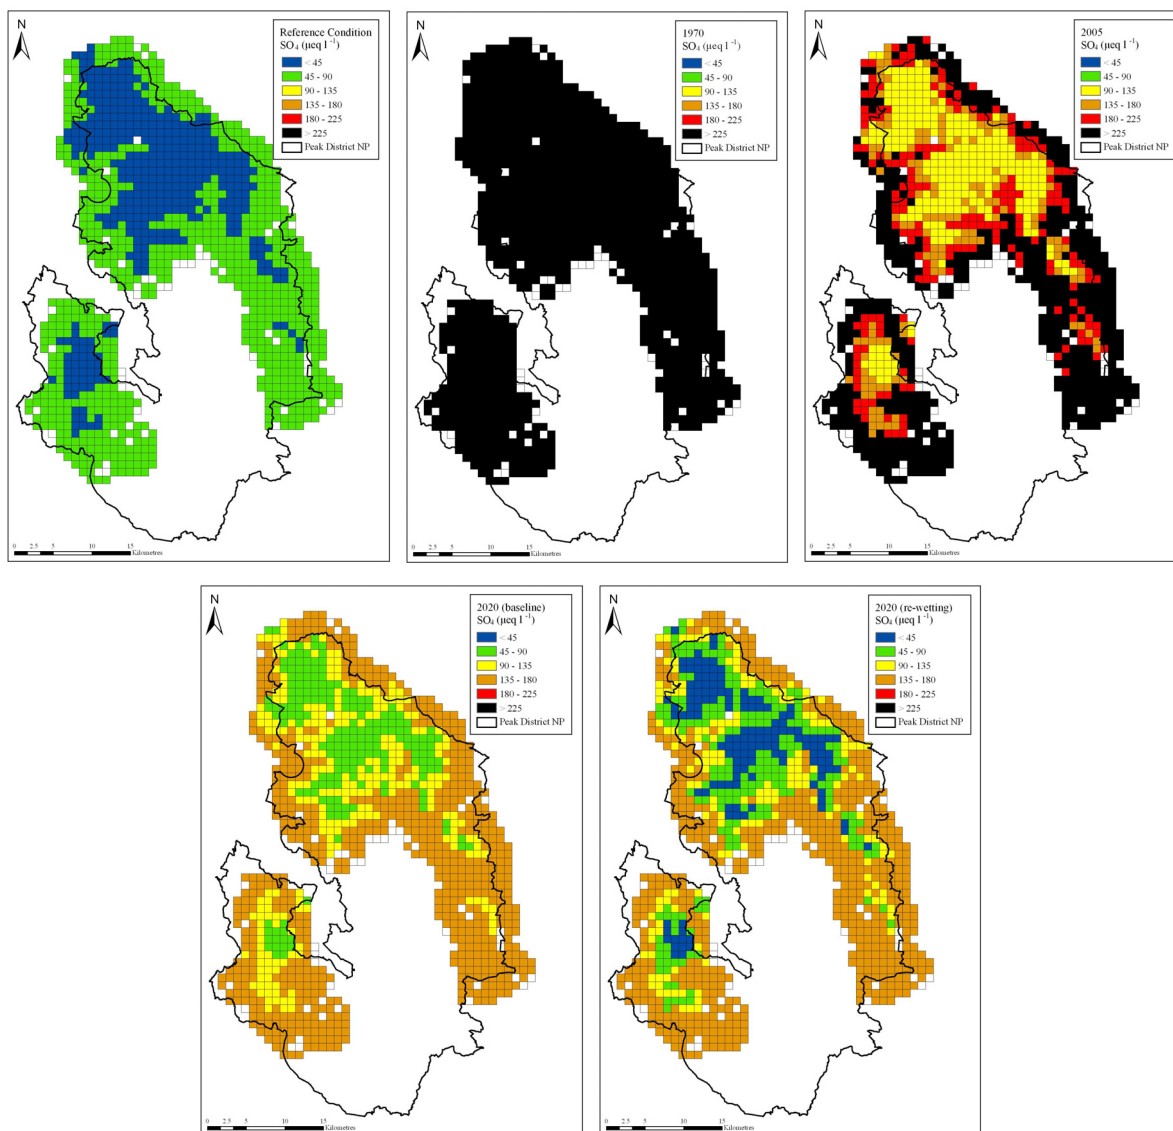 N
Reference Condition
SO₄ (μeq l⁻¹)
< 45
45 - 90
90 - 135
135 - 180
180 - 225
> 225
Peak District NP
0 2.5 5 10 15
Kilometres
N
1970
SO₄ (μeq l⁻¹)
< 45
45 - 90
90 - 135
135 - 180
180 - 225
> 225
Peak District NP
0 2.5 5 10 15
Kilometres
N
2005
SO₄ (μeq l⁻¹)
< 45
45 - 90
90 - 135
135 - 180
180 - 225
> 225
Peak District NP
0 2.5 5 10 15
Kilometres
N
2020 (baseline)
SO₄ (μeq l⁻¹)
< 45
45 - 90
90 - 135
135 - 180
180 - 225
> 225
Peak District NP
0 2.5 5 10 15
Kilometres
N
2020 (re-wetting)
SO₄ (μeq l⁻¹)
< 45
45 - 90
90 - 135
135 - 180
180 - 225
> 225
Peak District NP
0 2.5 5 10 15
Kilometres